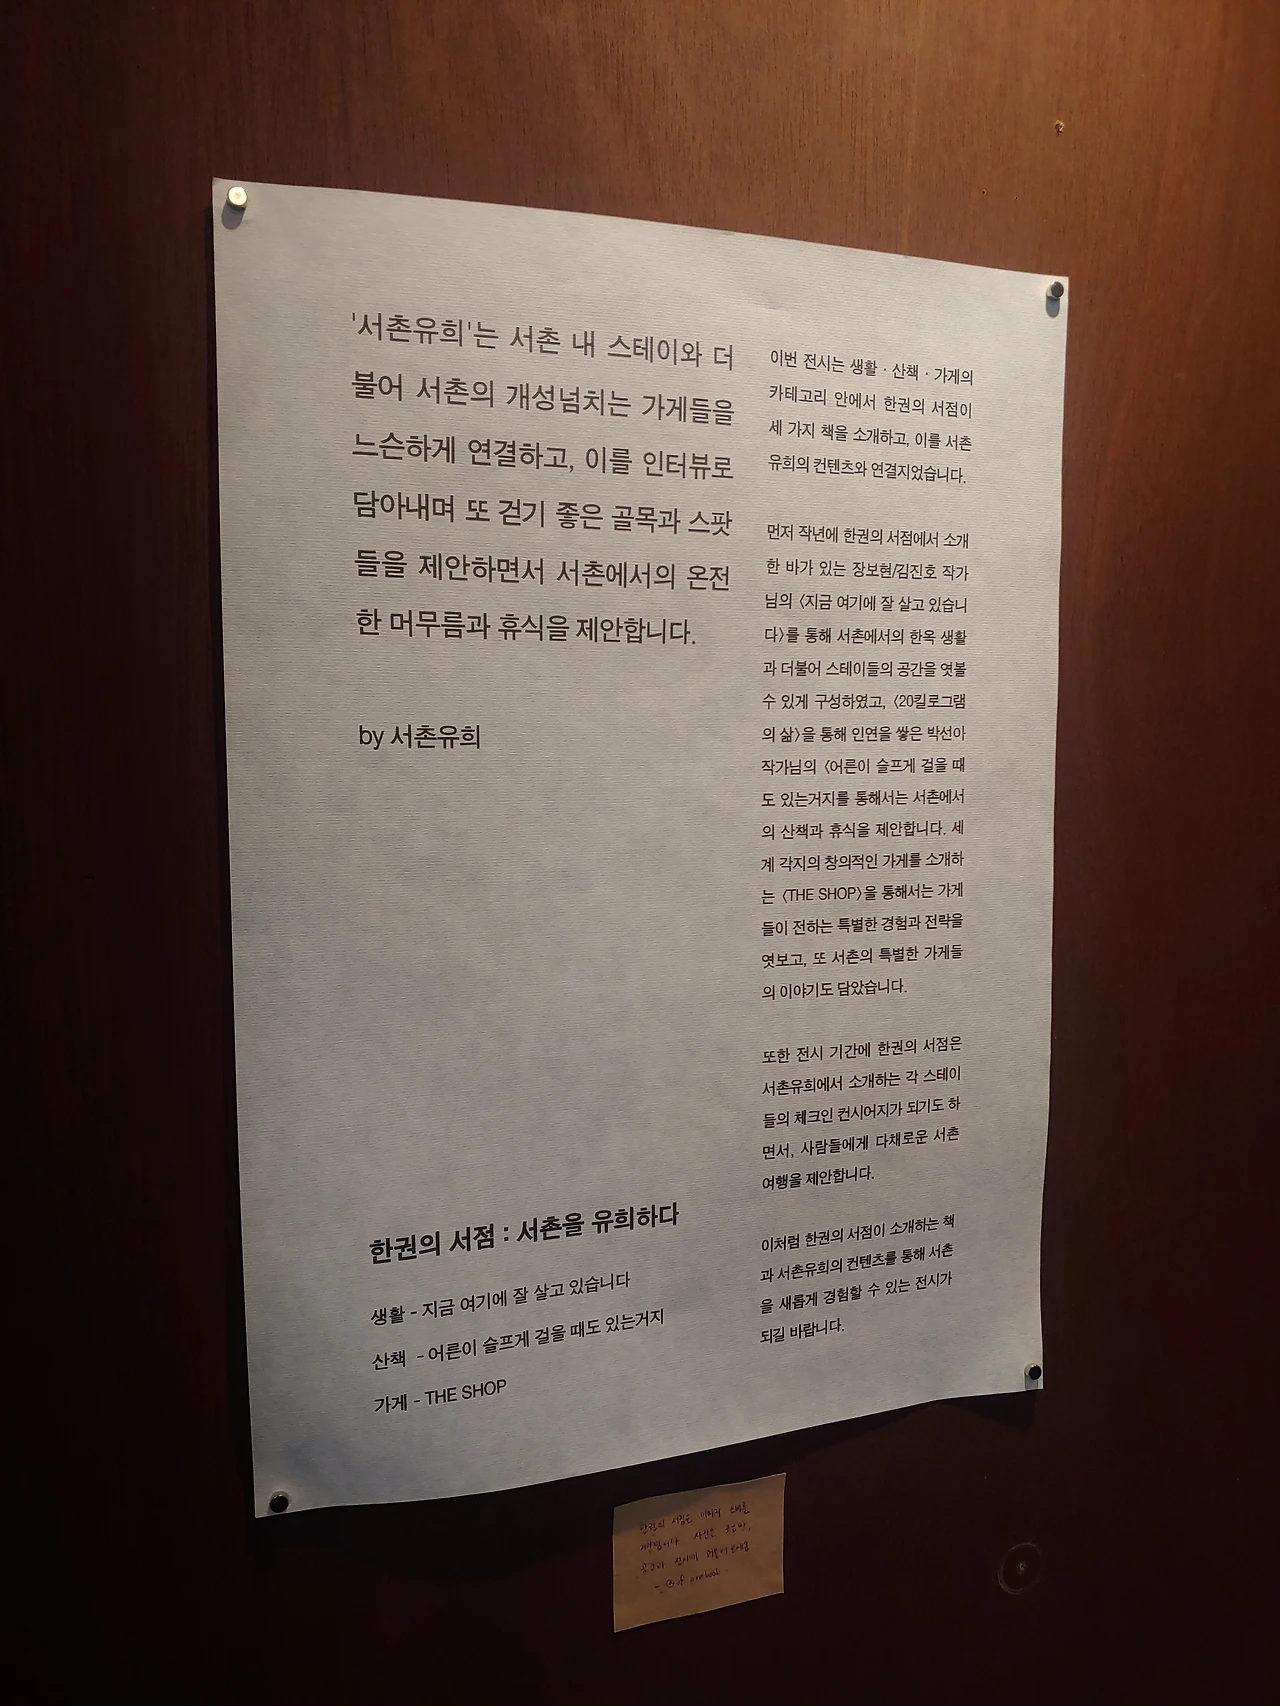 '서촌유희'는 서촌 내 스테이와 더
불어 서촌의 개성넘치는 가게들을
느슨하게 연결하고, 이를 인터뷰로
담아내며 또 걷기 좋은 골목과 스팟
들을 제안하면서 서촌에서의 온전
한 머무름과 휴식을 제안합니다.
by 서촌유희
한권의 서점 : 서촌을 유희하다
생활 - 지금 여기에 잘 살고 있습니다
산책 - 어른이 슬프게 걸을 때도 있는거지
가게 - THE SHOP
이번 전시는 생활 · 산책 · 가게의
카테고리 안에서 한권의 서점이
세 가지 책을 소개하고, 이를 서촌
유희의 컨텐츠와 연결지었습니다.
먼저 작년에 한권의 서점에서 소개
한 바가 있는 장보현/김진호 작가
님의 〈지금 여기에 잘 살고 있습니
다〉를 통해 서촌에서의 한옥 생활
과 더불어 스테이들의 공간을 엿볼
수 있게 구성하였고, 〈20킬로그램
의 삶〉을 통해 인연을 쌓은 박선아
작가님의 〈어른이 슬프게 걸을 때
도 있는거지를 통해서는 서촌에서
의 산책과 휴식을 제안합니다. 세
계 각지의 창의적인 가게를 소개하
는 〈THE SHOP〉을 통해서는 가게
들이 전하는 특별한 경험과 전략을
엿보고, 또 서촌의 특별한 가게들
의 이야기도 담았습니다.
또한 전시 기간에 한권의 서점은
서촌유희에서 소개하는 각 스테이
들의 체크인 컨시어지가 되기도 하
면서, 사람들에게 다채로운 서촌
여행을 제안합니다.
이처럼 한권의 서점이 소개하는 책
과 서촌유희의 컨텐츠를 통해 서촌
을 새롭게 경험할 수 있는 전시가
되길 바랍니다.
한권의 서점은
사진은
공간과